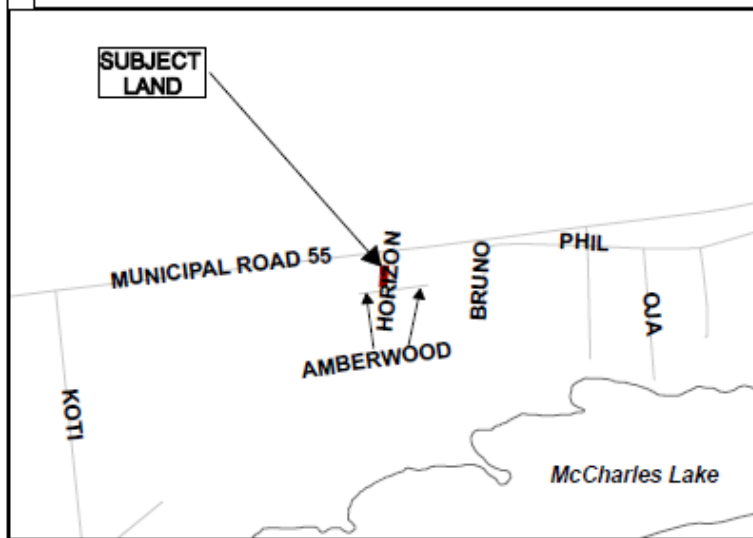 SUBJECT
LAND
MUNICIPAL ROAD 55
HORIZON
BRUNO
PHIL
OJA
AMBERWOOD
KOTI
McCharles Lake